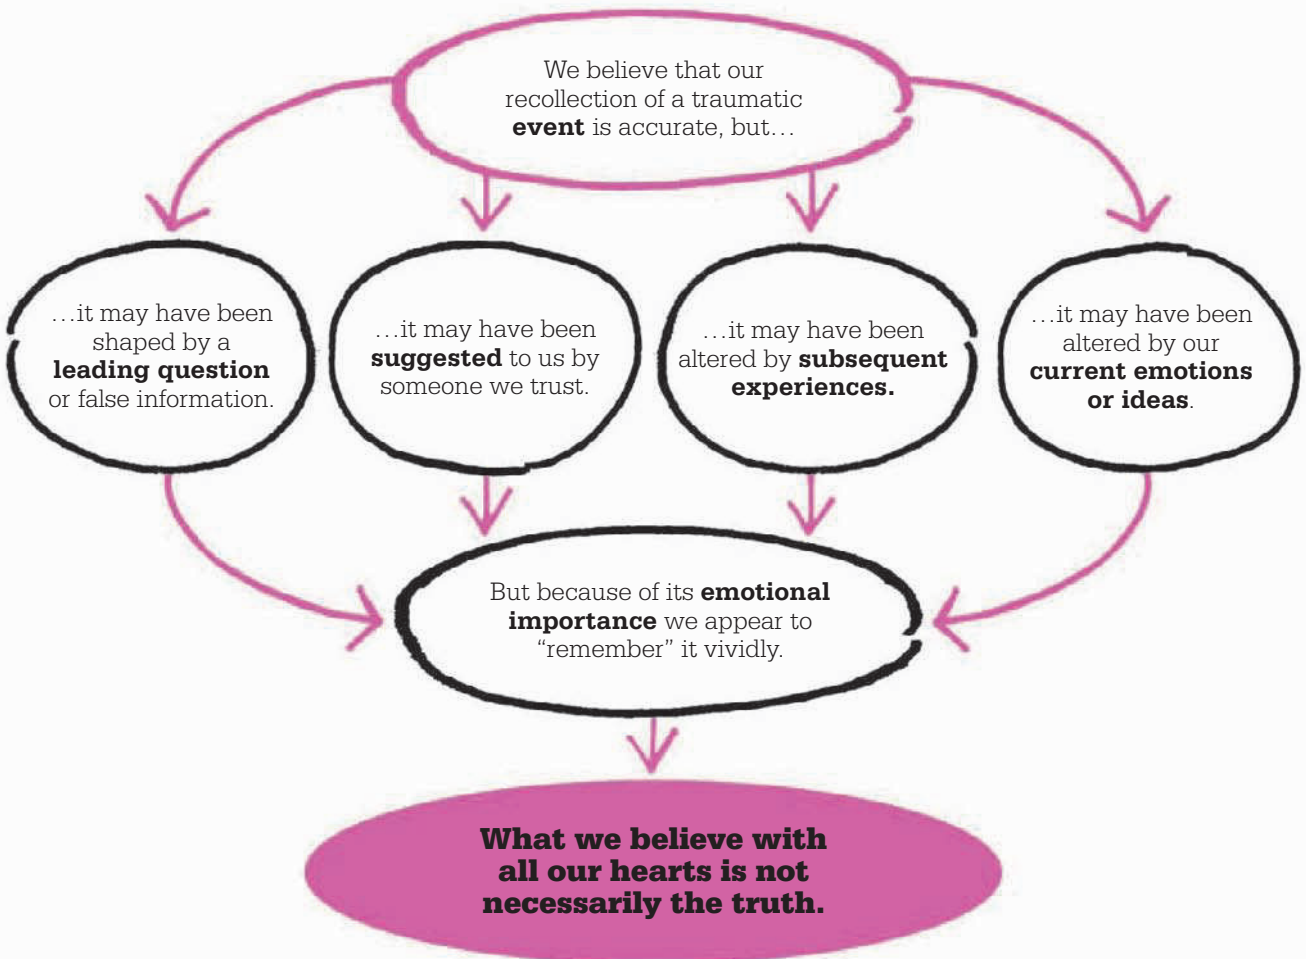 We believe that our
recollection of a traumatic
event is accurate, but…
…it may have been
shaped by a
leading question
or false information.
…it may have been
suggested to us by
someone we trust.
…it may have been
altered by subsequent
experiences.
…it may have been
altered by our
current emotions
or ideas.
But because of its emotional
importance we appear to
“remember” it vividly.
What we believe with
all our hearts is not
necessarily the truth.